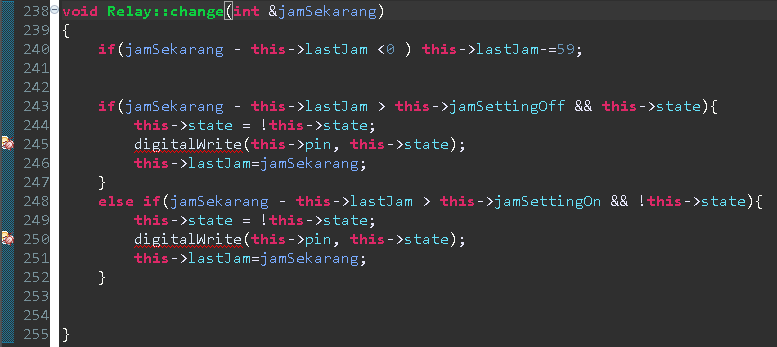 238 void Relay::change(int &jamSekarang)
239 {
240     if(jamSekarang - this->lastJam <0 ) this->lastJam-=59;
241
242
243     if(jamSekarang - this->lastJam > this->jamSettingOff && this->state){
244         this->state = !this->state;
245         digitalWrite(this->pin, this->state);
246         this->lastJam=jamSekarang;
247     }
248     else if(jamSekarang - this->lastJam > this->jamSettingOn && !this->state){
249         this->state = !this->state;
250         digitalWrite(this->pin, this->state);
251         this->lastJam=jamSekarang;
252     }
253
254
255 }